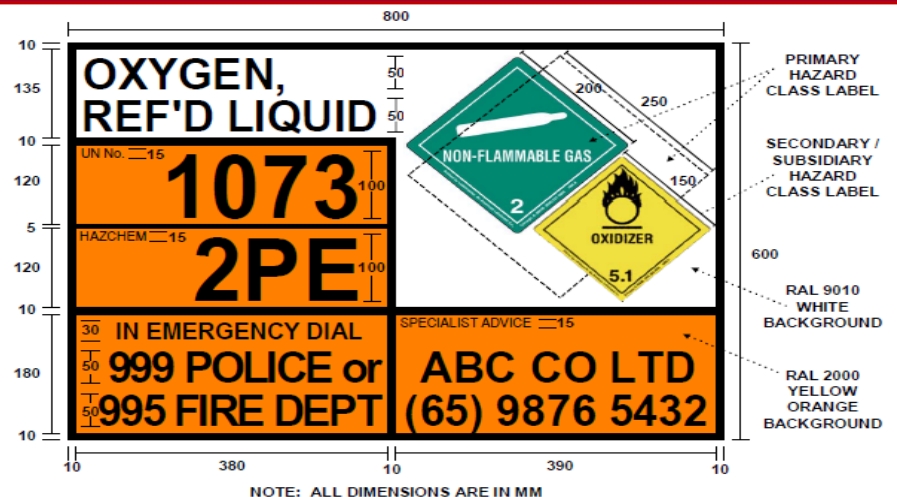 800
10
135
10
120
5
120
10
180
10
OXYGEN,
REF'D LIQUID
50
50
UN No.
15
1073
100
HAZCHEM
15
2PE
100
30
IN EMERGENCY DIAL
50
999 POLICE or
50
995 FIRE DEPT
200
250
150
NON-FLAMMABLE GAS
2
OXIDIZER
5.1
SPECIALIST ADVICE
15
ABC CO LTD
(65) 9876 5432
PRIMARY
HAZARD
CLASS LABEL
SECONDARY /
SUBSIDIARY
HAZARD
CLASS LABEL
600
RAL 9010
WHITE
BACKGROUND
RAL 2000
YELLOW
ORANGE
BACKGROUND
10
380
10
390
10
NOTE: ALL DIMENSIONS ARE IN MM